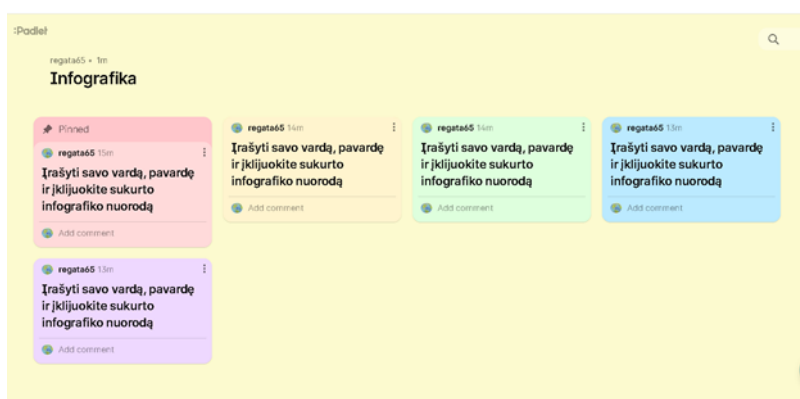 :Padlet
regata65 • 1m
Infografika
Pinned
regata65 15m
Įrašyti savo vardą, pavardę
ir įklijuokite sukurto
infografiko nuorodą
Add comment
regata65 14m
Įrašyti savo vardą, pavardę
ir įklijuokite sukurto
infografiko nuorodą
Add comment
regata65 14m
Įrašyti savo vardą, pavardę
ir įklijuokite sukurto
infografiko nuorodą
Add comment
regata65 13m
Įrašyti savo vardą, pavardę
ir įklijuokite sukurto
infografiko nuorodą
Add comment
regata65 13m
Įrašyti savo vardą, pavardę
ir įklijuokite sukurto
infografiko nuorodą
Add comment